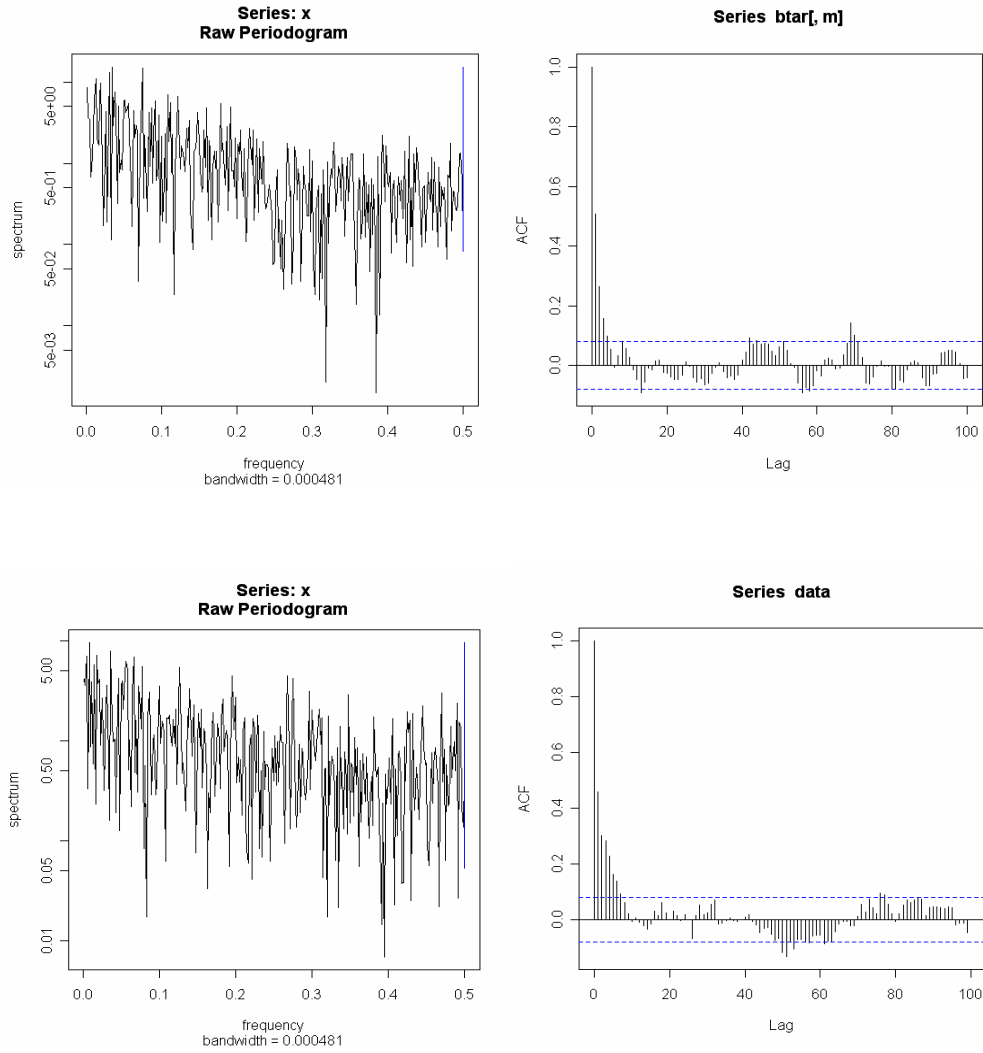 Series: x
Raw Periodogram
spectrum
5e+00
5e-01
5e-02
5e-03
0.0 0.1 0.2 0.3 0.4 0.5
frequency
bandwidth = 0.000481
Series btar[, m]
ACF
1.0
0.8
0.6
0.4
0.2
0.0
0 20 40 60 80 100
Lag
Series: x
Raw Periodogram
spectrum
5.00
0.50
0.05
0.01
0.0 0.1 0.2 0.3 0.4 0.5
frequency
bandwidth = 0.000481
Series data
ACF
1.0
0.8
0.6
0.4
0.2
0.0
0 20 40 60 80 100
Lag